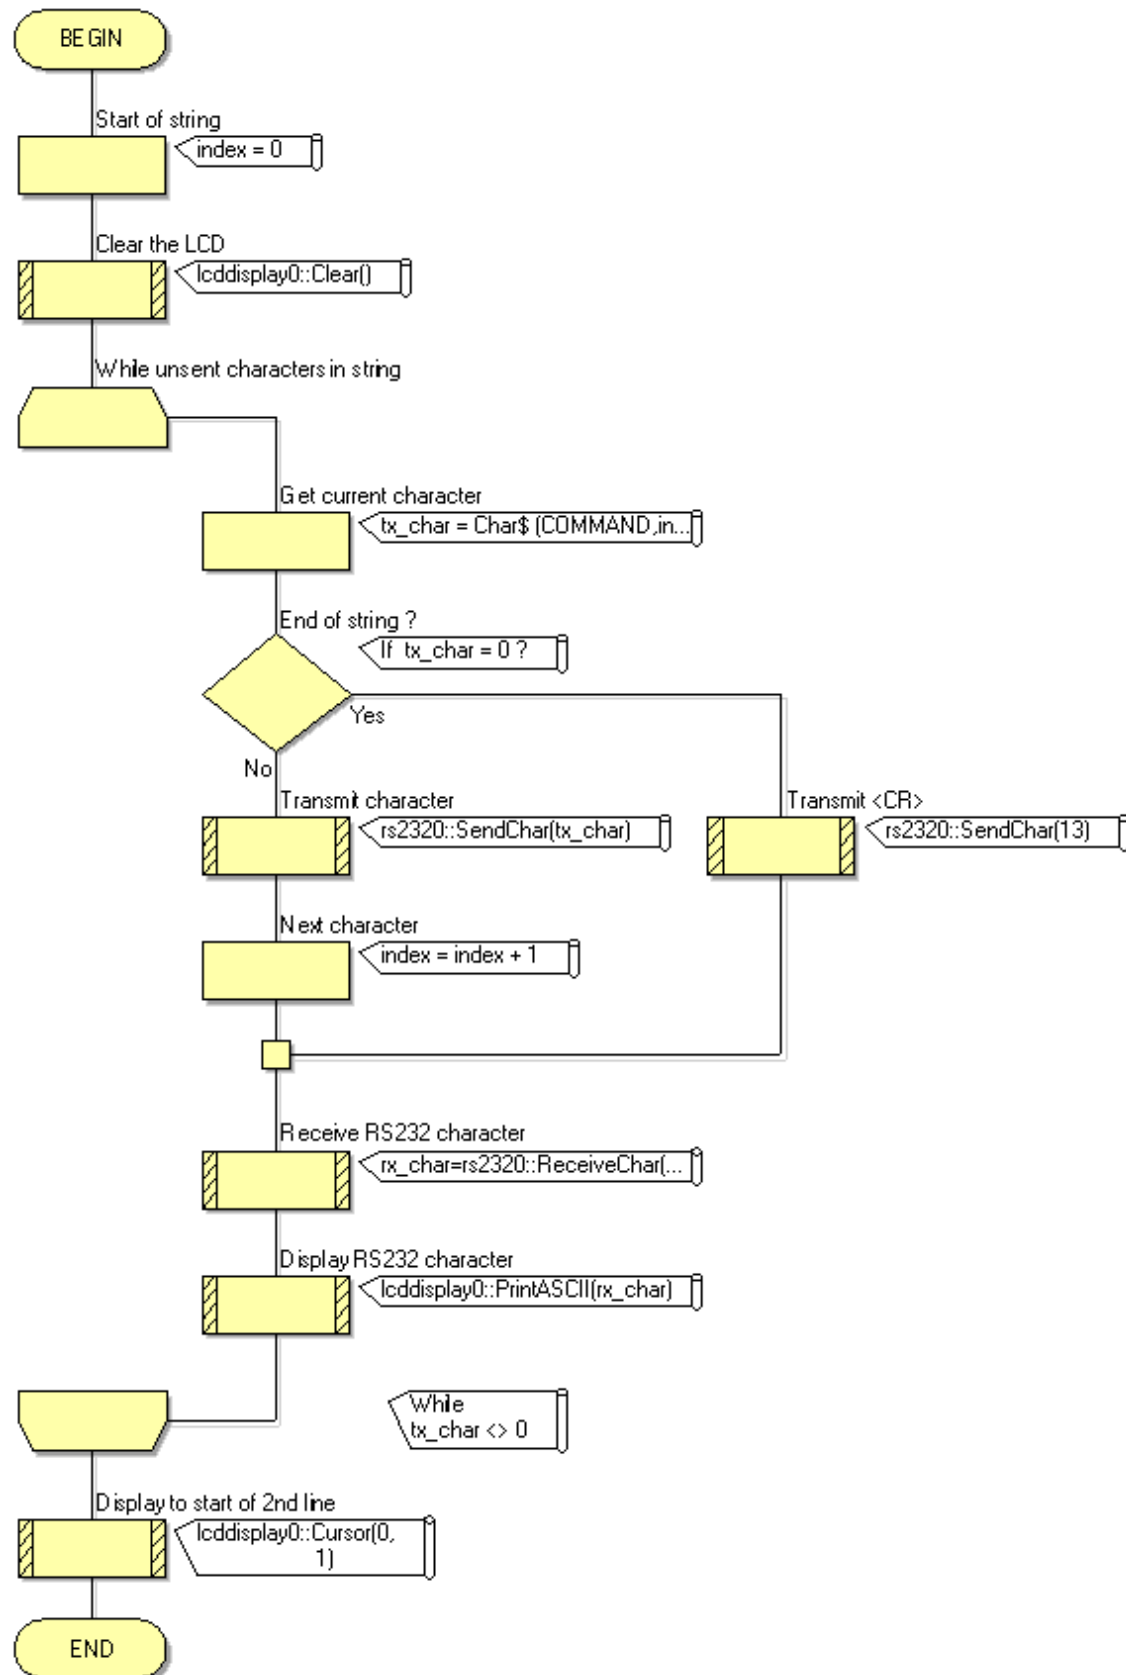 BEGIN
Start of string
index = 0
Clear the LCD
lcddisplay0::Clear()
While unsent characters in string
Get current character
tx_char = Char$ (COMMAND,in...
End of string ?
If tx_char = 0 ?
Yes
No
Transmit character
rs2320::SendChar(tx_char)
Transmit <CR>
rs2320::SendChar(13)
Next character
index = index + 1
Receive RS232 character
rx_char=rs2320::ReceiveChar(...
Display RS232 character
lcddisplay0::PrintASCII(rx_char)
While
tx_char <> 0
Display to start of 2nd line
lcddisplay0::Cursor(0,
1)
END